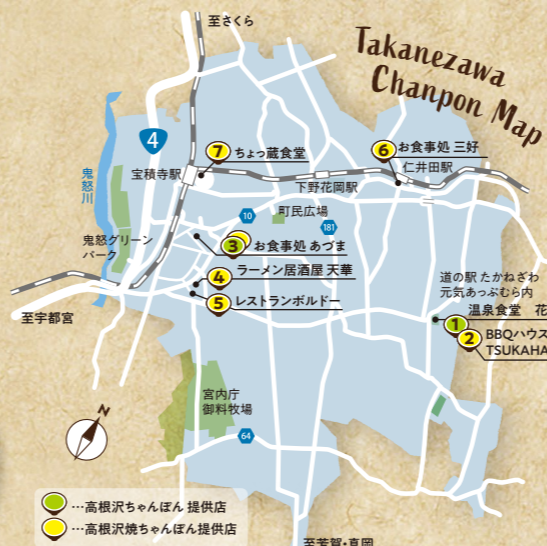 至さくら
Takanezawa
Chanpon Map
4
7 ちょっ蔵食堂
6 お食事処 三好
宝積寺駅
仁井田駅
下野花岡駅
鬼怒川
10
町民広場
181
鬼怒グリーン
パーク
3 お食事処 あづま
4 ラーメン居酒屋 天華
5 レストランボルドー
道の駅 たかねざわ
元気あっぷむら内
至宇都宮
1 温泉食堂 花
2 BBQハウス
TSUKAHA
宮内庁
御料牧場
N
64
…高根沢ちゃんぽん 提供店
…高根沢焼ちゃんぽん 提供店
至芳賀・真岡